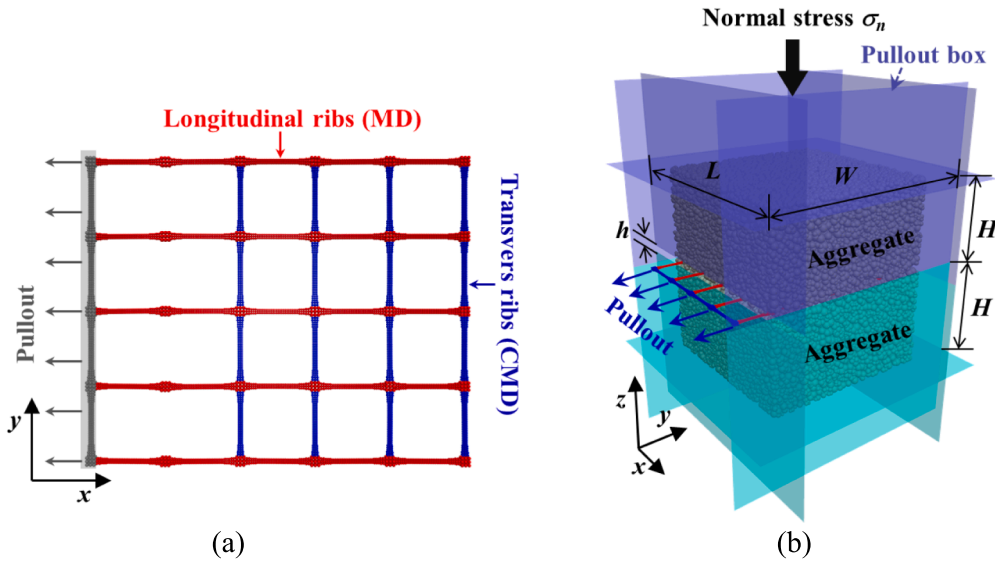 Longitudinal ribs (MD)
Transvers ribs (CMD)
Pullout
y
x
(a)
Normal stress σn
Pullout box
L
W
h
H
Aggregate
H
Aggregate
Pullout
z
y
x
(b)